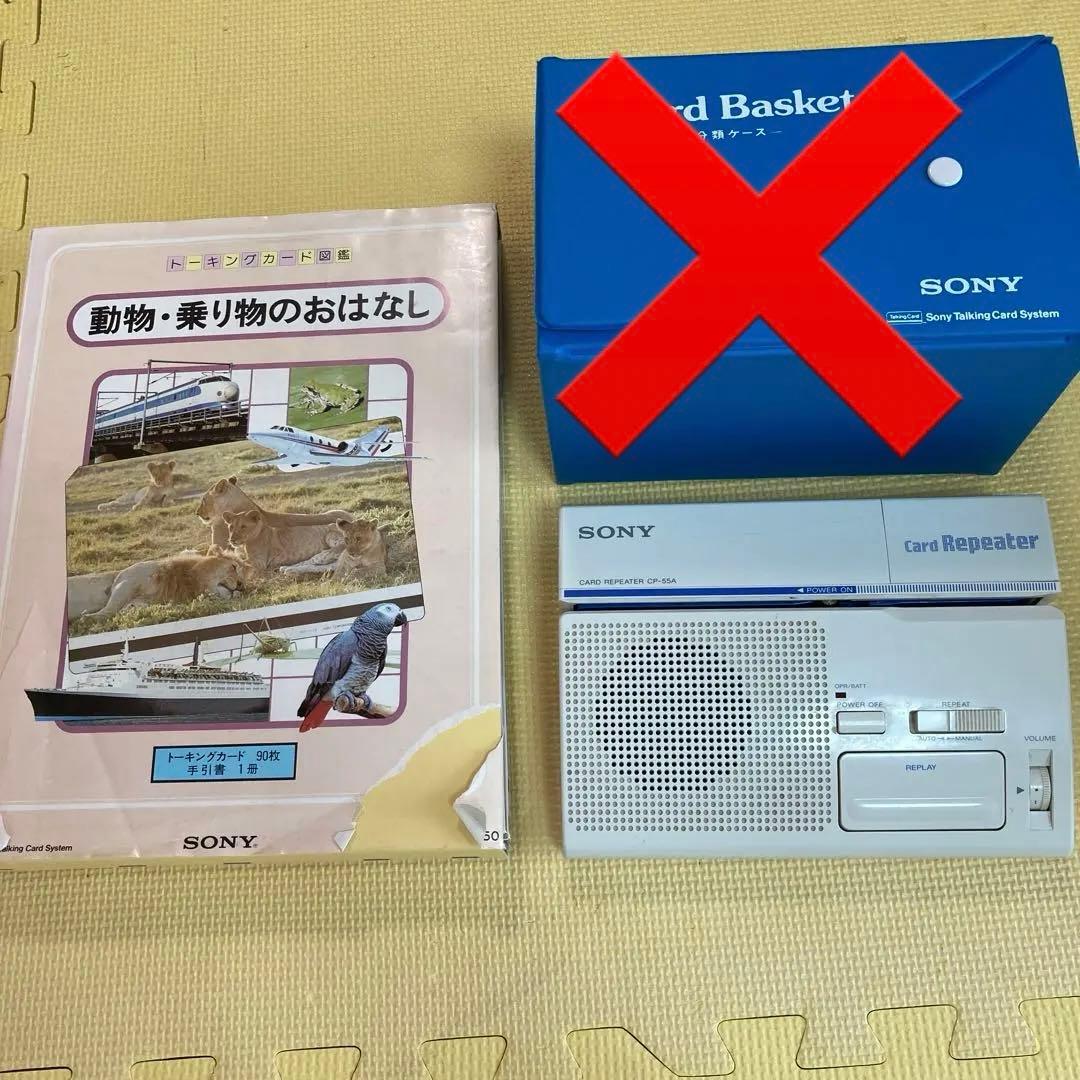 トーキングカード図鑑
動物・乗り物のおはなし
トーキングカード 90枚
手引書 1冊
SONY
alking Card System
50
rd Basket
分類ケース
SONY
TalkingCard Sony Talking Card System
SONY
Card Repeater
CARD REPEATER CP-55A
◀ POWER ON
OPR/BATT
POWER OFF
REPEAT
AUTO MANUAL
VOLUME
REPLAY